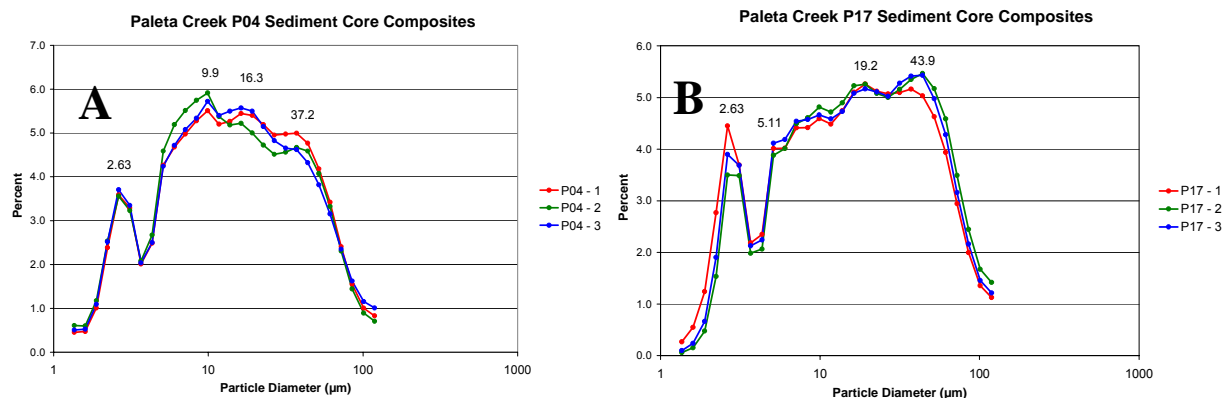 Paleta Creek P04 Sediment Core Composites
A
7.0
6.0
5.0
4.0
3.0
2.0
1.0
0.0
Percent
2.63
9.9
16.3
37.2
1 10 100 1000
Particle Diameter (µm)
P04 - 1
P04 - 2
P04 - 3
Paleta Creek P17 Sediment Core Composites
B
6.0
5.0
4.0
3.0
2.0
1.0
0.0
Percent
2.63
5.11
19.2
43.9
1 10 100 1000
Particle Diameter (µm)
P17 - 1
P17 - 2
P17 - 3